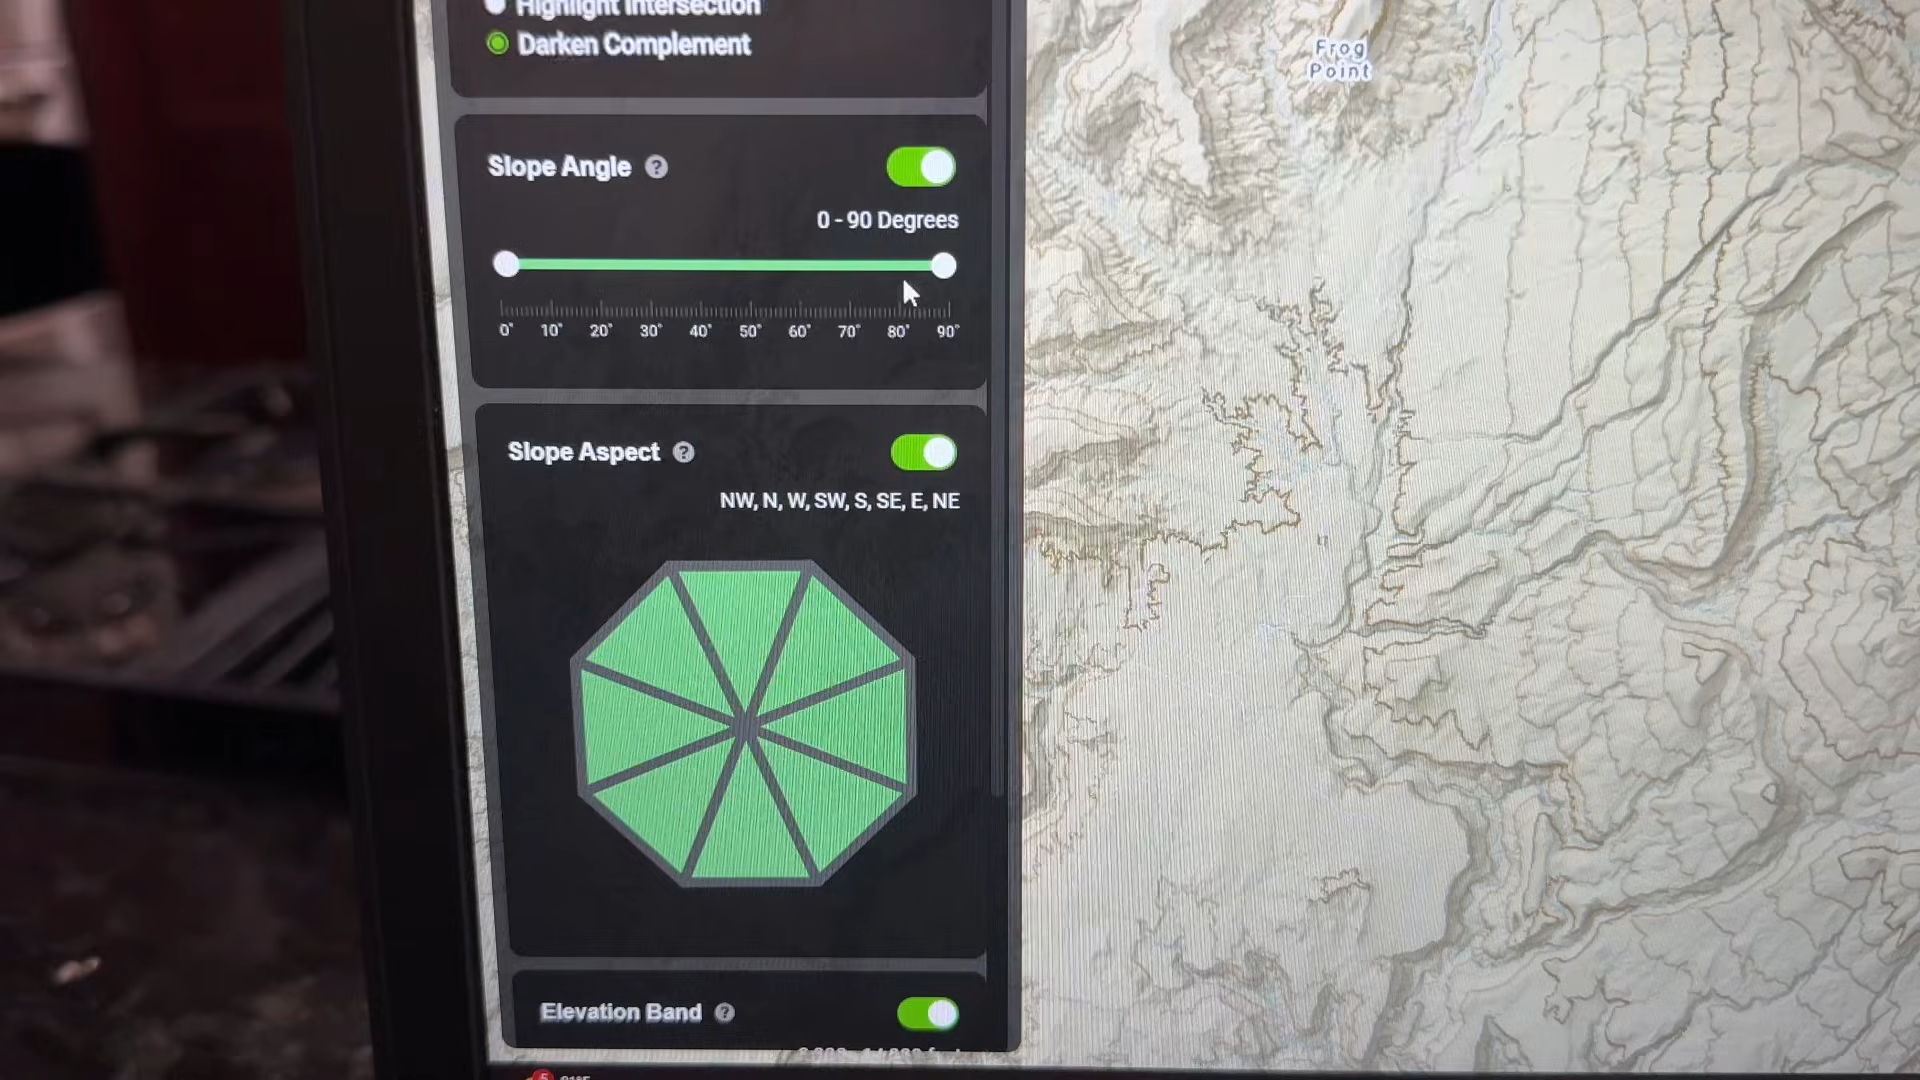 Highlight Intersection
Darken Complement
Slope Angle ?
0 - 90 Degrees
0° 10° 20° 30° 40° 50° 60° 70° 80° 90°
Slope Aspect ?
NW, N, W, SW, S, SE, E, NE
Elevation Band ?
5
Frog
Point